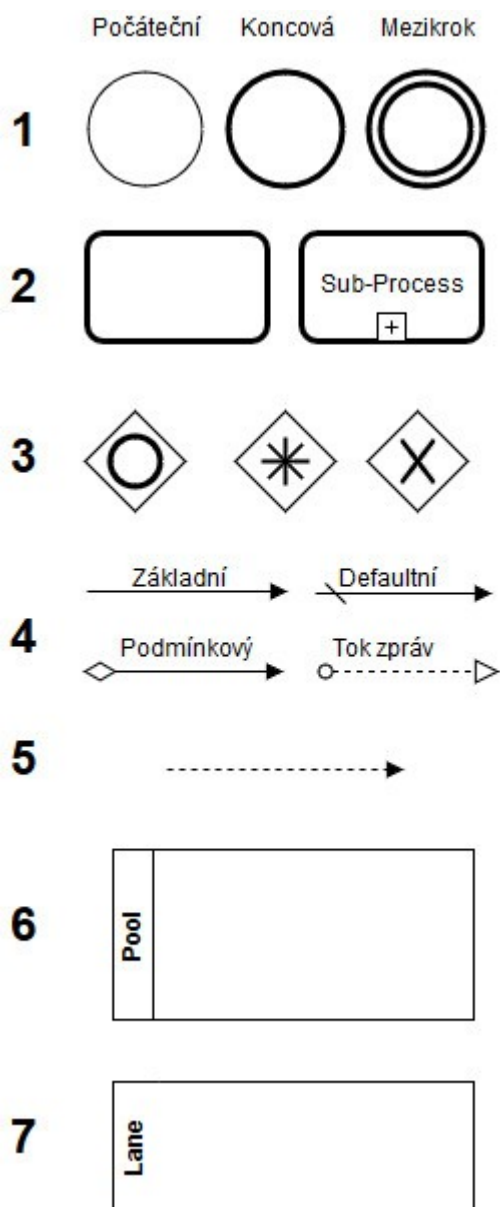 Počáteční Koncová Mezikrok
1
2 Sub-Process
+
3
Základní Defaultní
4
Podmínkový Tok zpráv
5
6 Pool
7 Lane